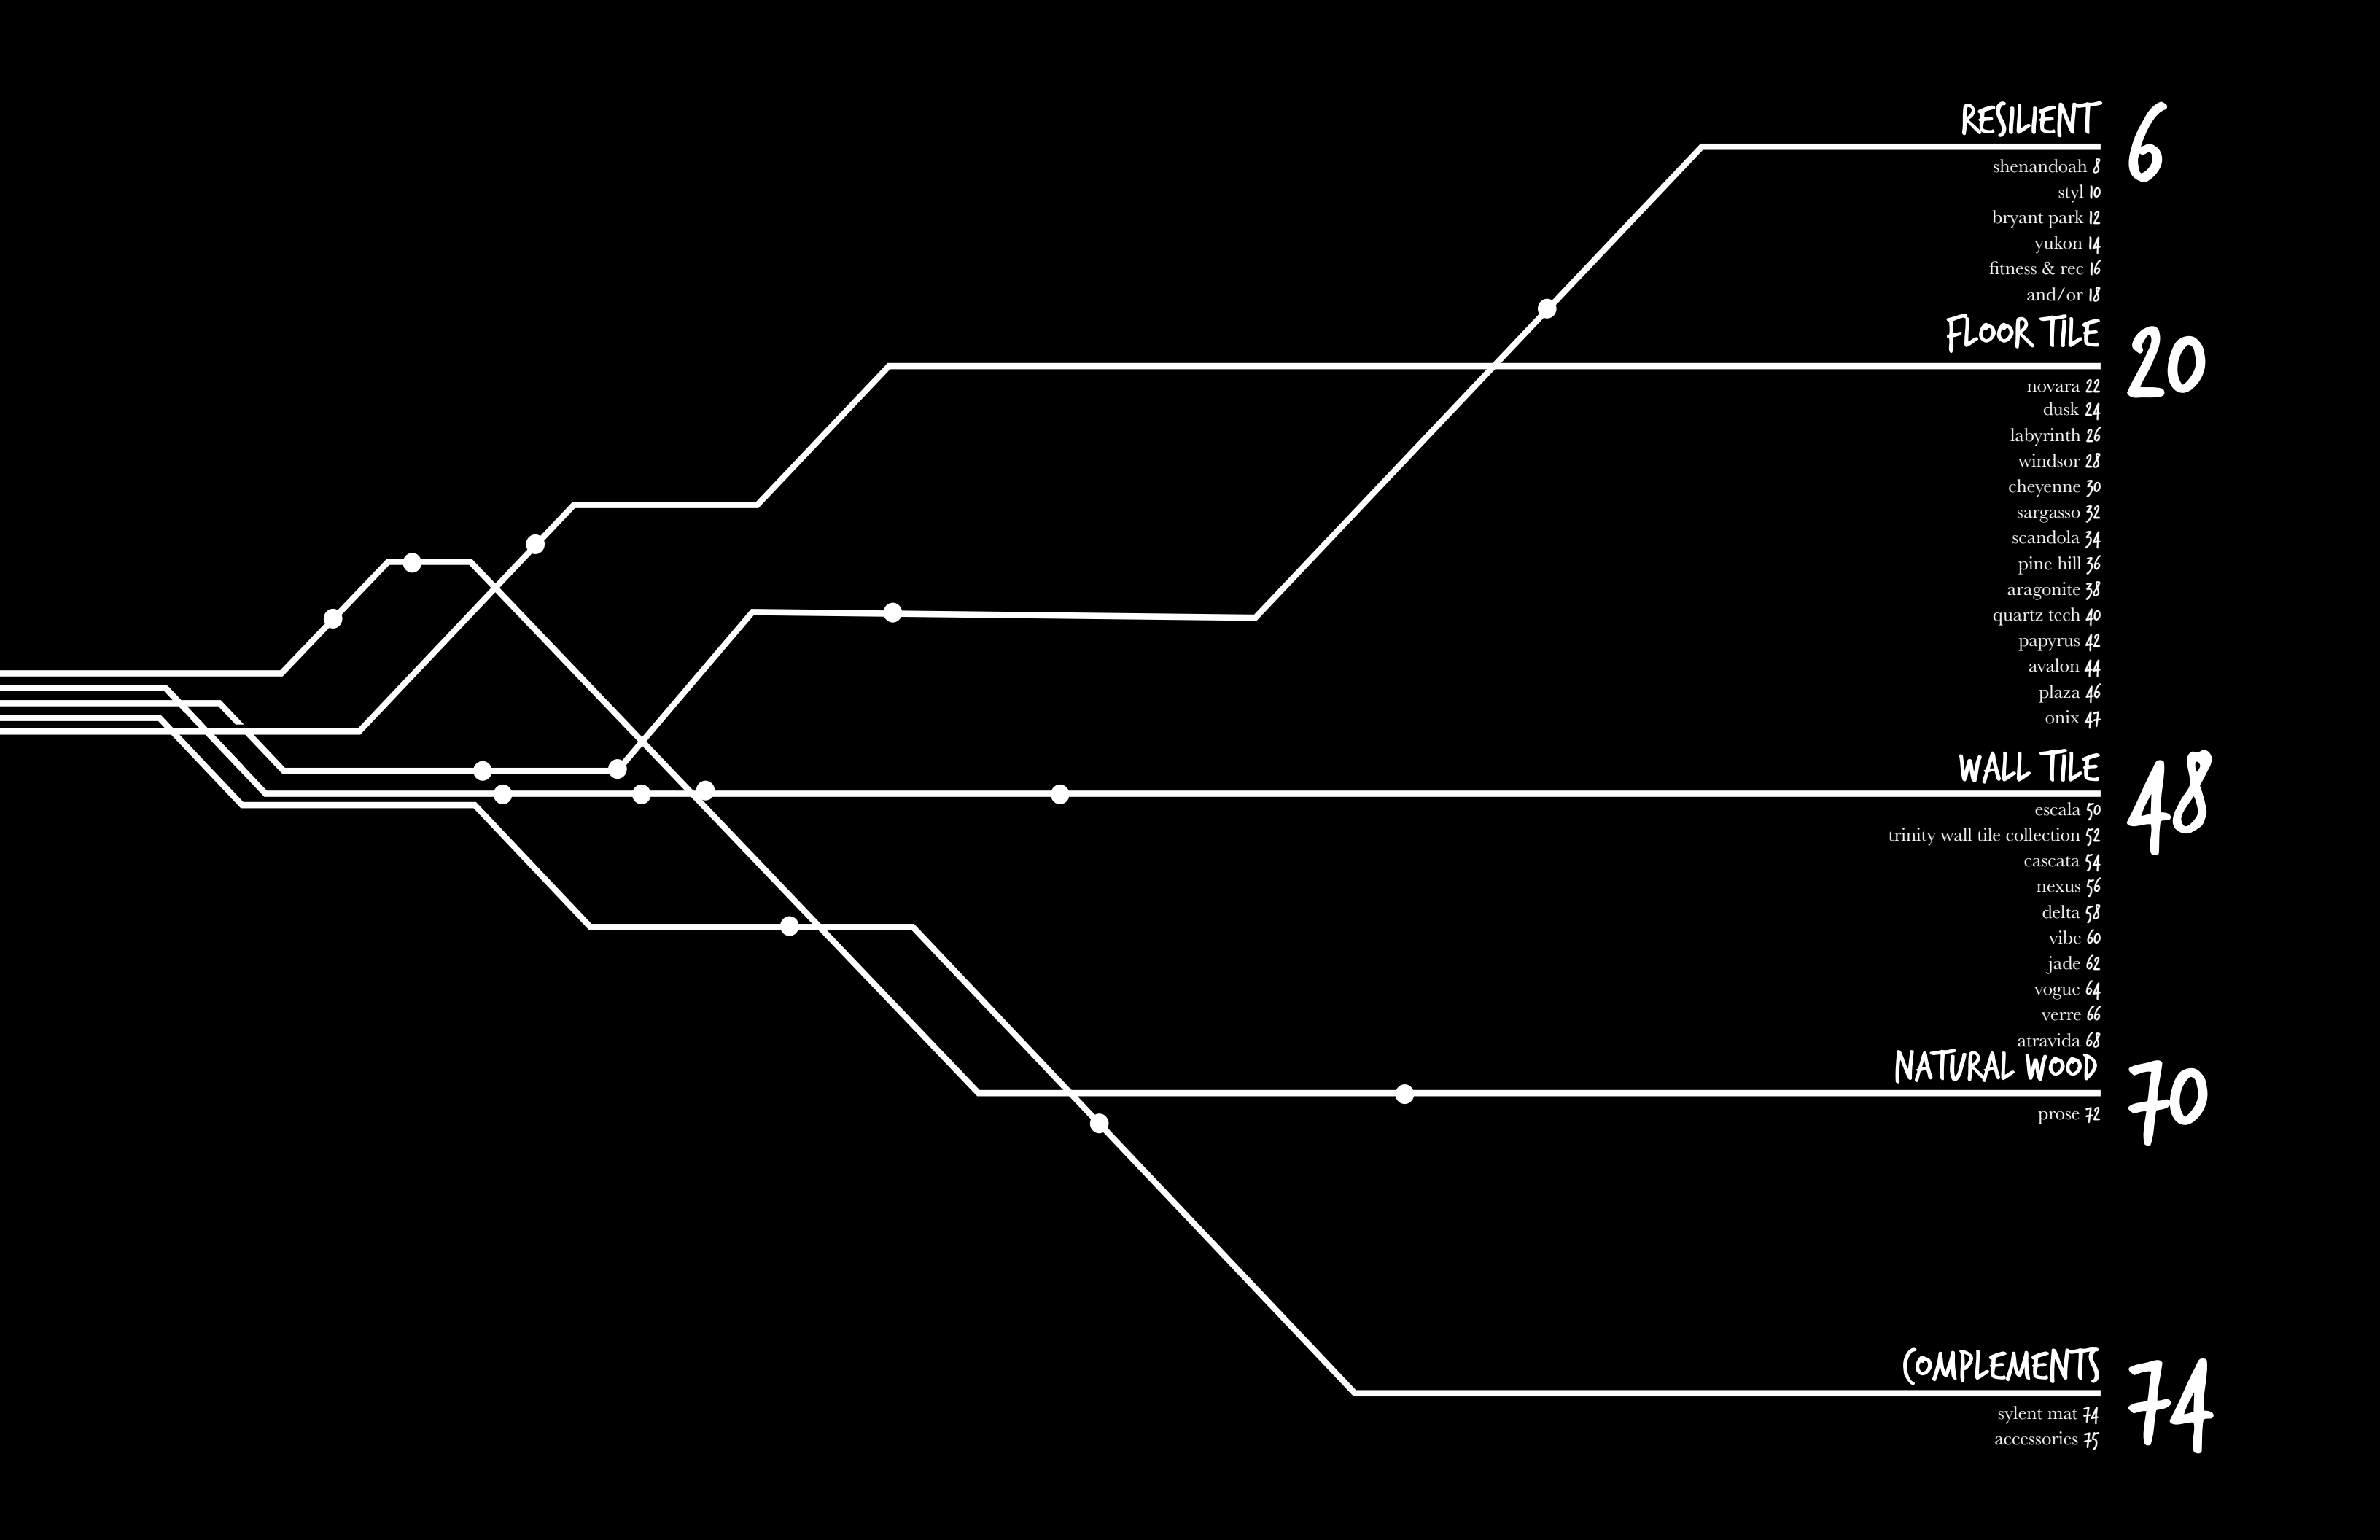 RESILIENT 6
shenandoah 8
styl 10
bryant park 12
yukon 14
fitness & rec 16
and/or 18
FLOOR TILE 20
novara 22
dusk 24
labyrinth 26
windsor 28
cheyenne 30
sargasso 32
scandola 34
pine hill 36
aragonite 38
quartz tech 40
papyrus 42
avalon 44
plaza 46
onix 47
WALL TILE 48
escala 50
trinity wall tile collection 52
cascata 54
nexus 56
delta 58
vibe 60
jade 62
vogue 64
verre 66
atravida 68
NATURAL WOOD 70
prose 72
COMPLEMENTS 74
sylent mat 74
accessories 75